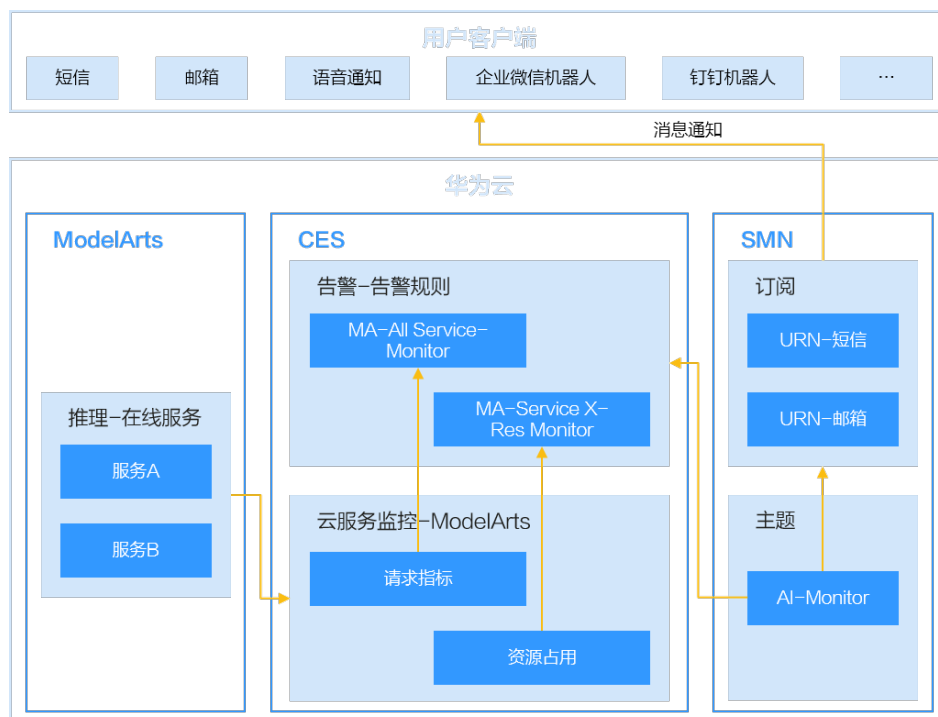 用户客户端
短信
邮箱
语音通知
企业微信机器人
钉钉机器人
...
消息通知
华为云
ModelArts
推理-在线服务
服务A
服务B
CES
告警-告警规则
MA-All Service-
Monitor
MA-Service X-
Res Monitor
云服务监控-ModelArts
请求指标
资源占用
SMN
订阅
URN-短信
URN-邮箱
主题
AI-Monitor